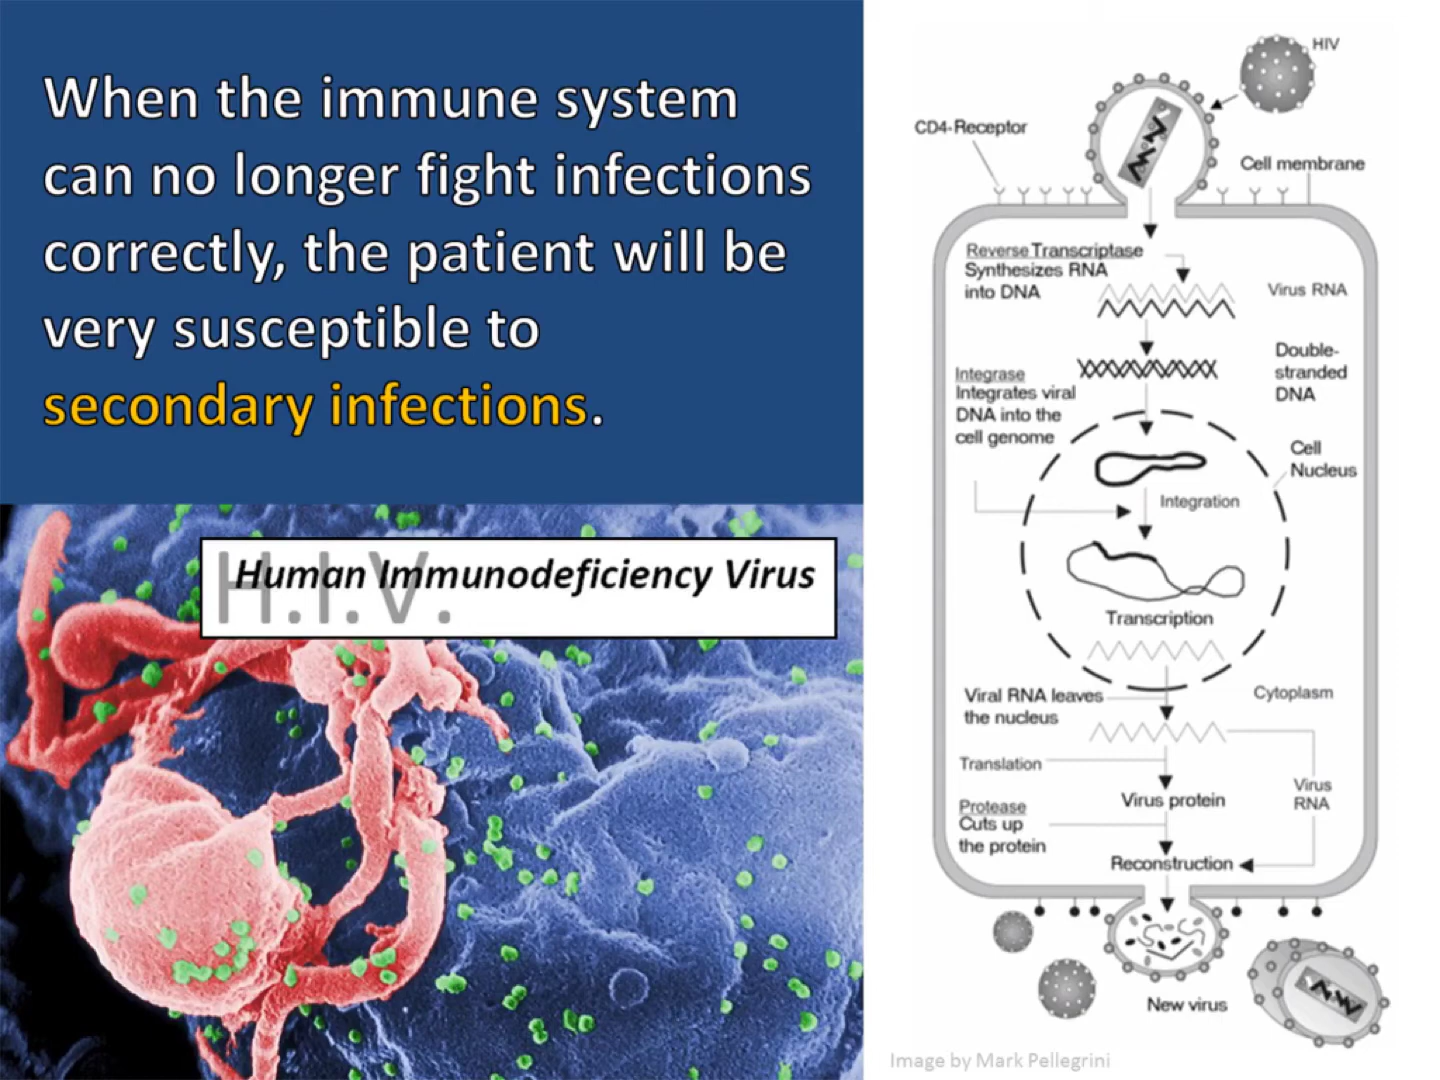 When the immune system
can no longer fight infections
correctly, the patient will be
very susceptible to
secondary infections.
H.I.V.
Human Immunodeficiency Virus
HIV
CD4-Receptor
Cell membrane
Reverse Transcriptase
Synthesizes RNA
into DNA
Virus RNA
Double-
stranded
DNA
Integrase
Integrates viral
DNA into the
cell genome
Cell
Nucleus
Integration
Transcription
Viral RNA leaves
the nucleus
Cytoplasm
Translation
Virus protein
Virus
RNA
Protease
Cuts up
the protein
Reconstruction
New virus
Image by Mark Pellegrini